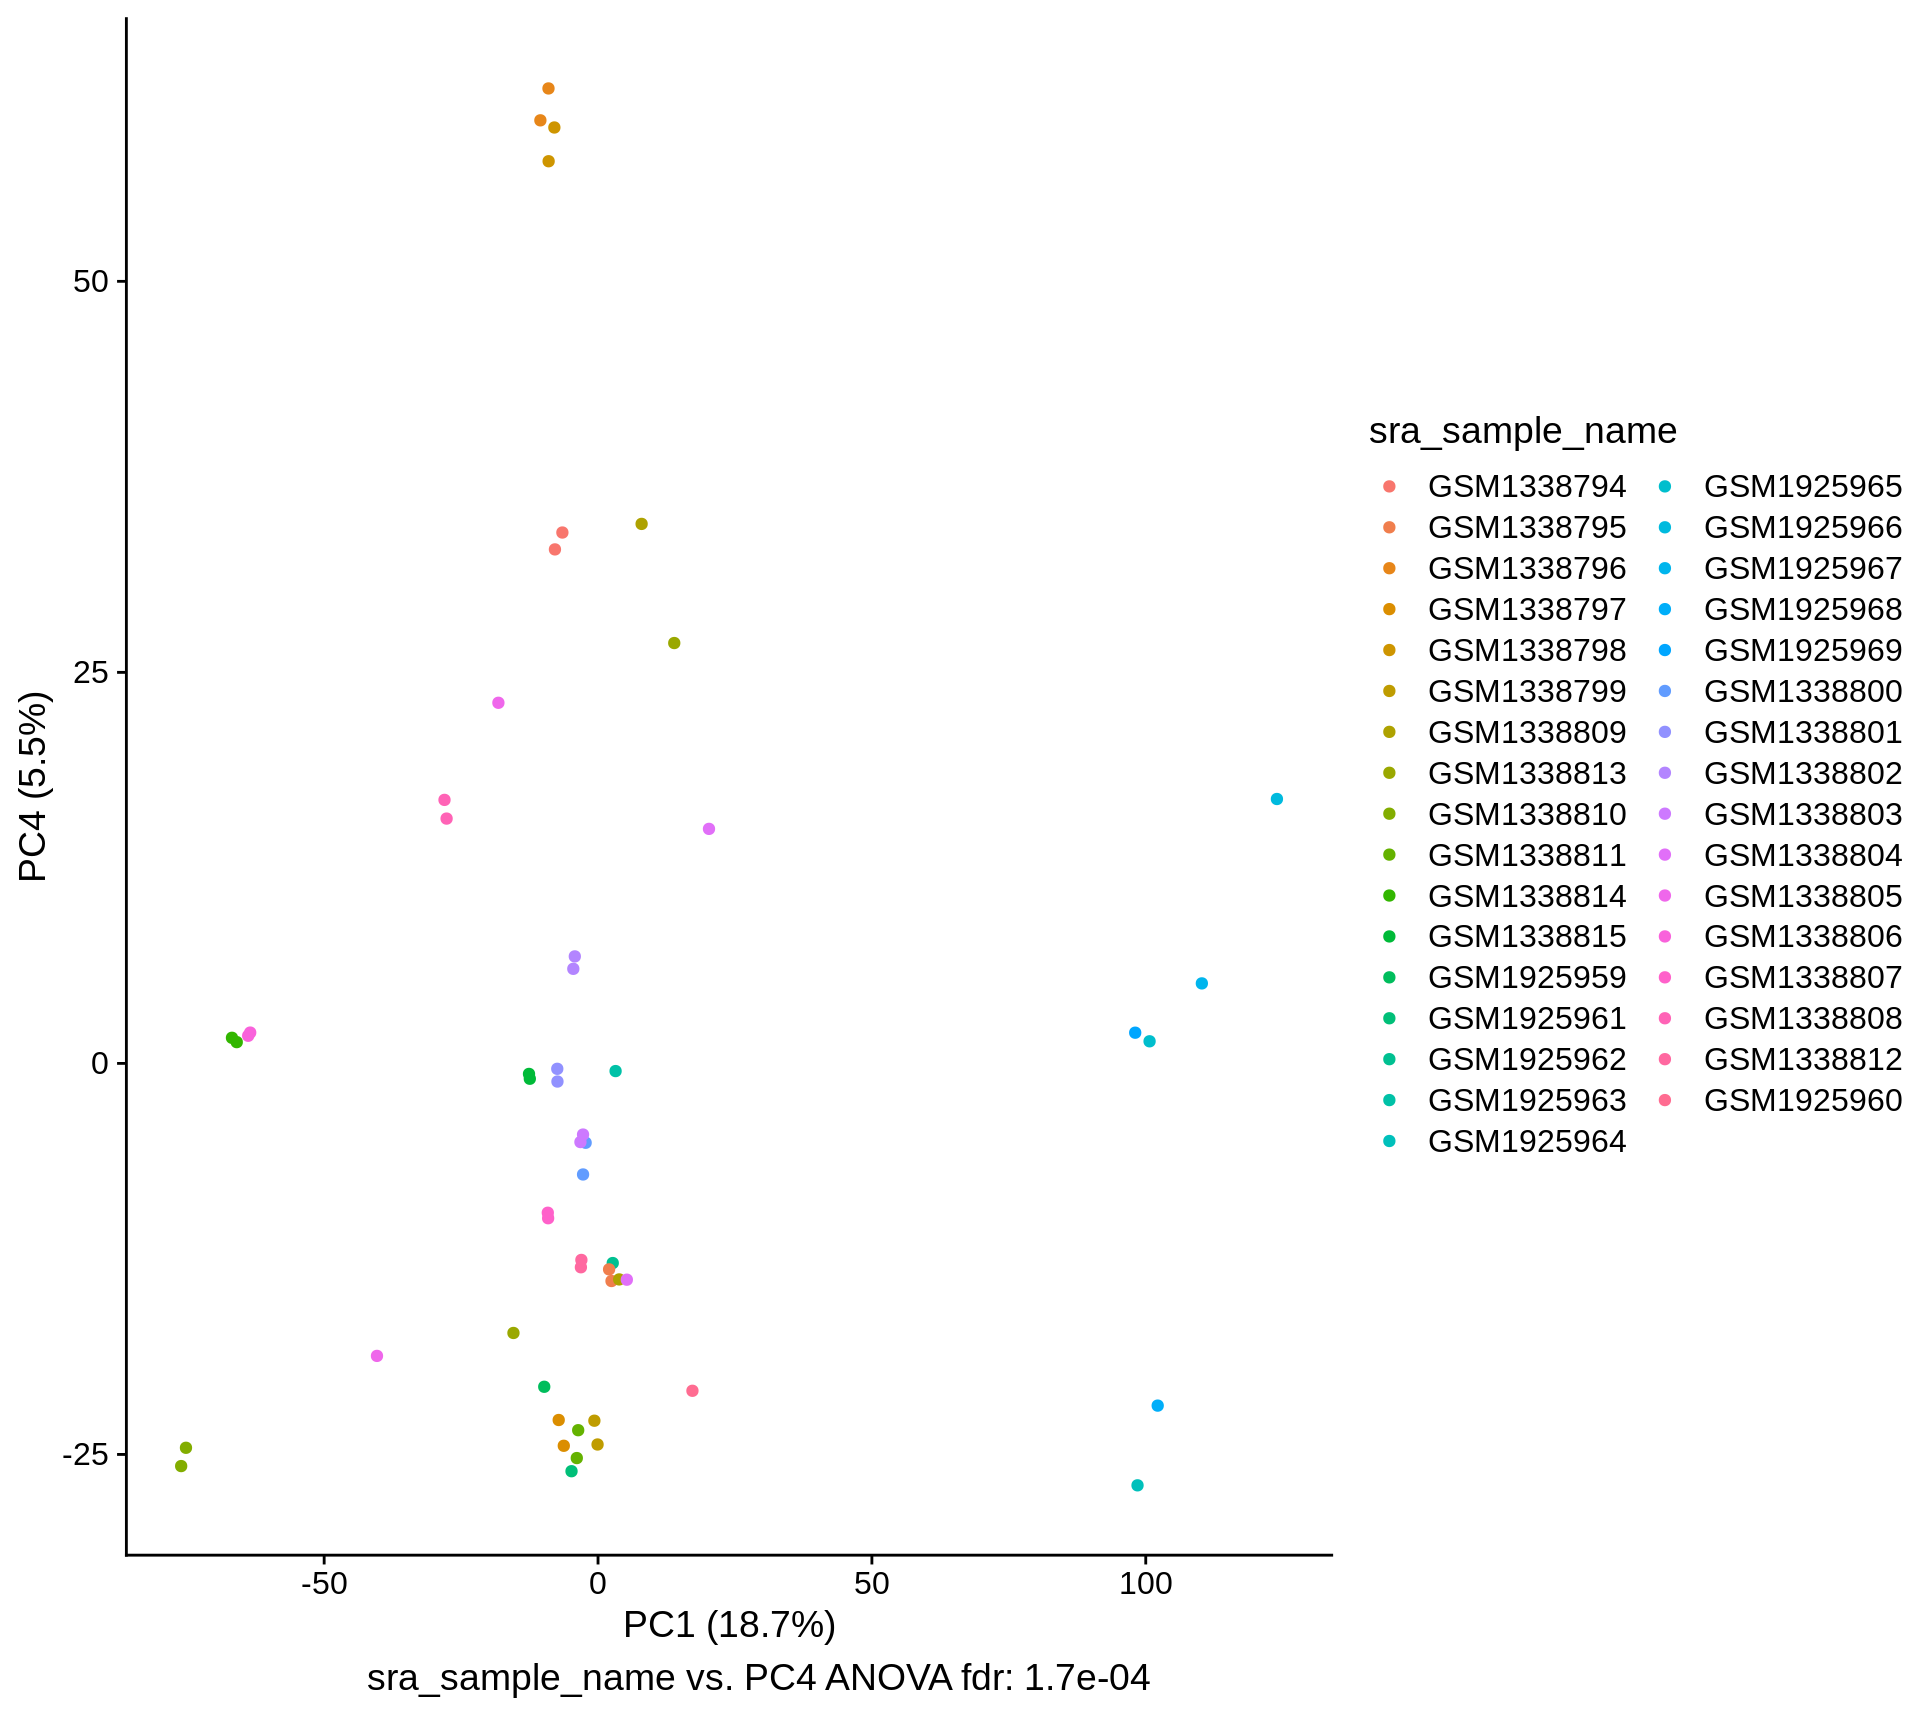 50
25
0
-25
PC4 (5.5%)
-50
0
50
100
PC1 (18.7%)
sra_sample_name vs. PC4 ANOVA fdr: 1.7e-04
sra_sample_name
GSM1338794
GSM1338795
GSM1338796
GSM1338797
GSM1338798
GSM1338799
GSM1338809
GSM1338813
GSM1338810
GSM1338811
GSM1338814
GSM1338815
GSM1925959
GSM1925961
GSM1925962
GSM1925963
GSM1925964
GSM1925965
GSM1925966
GSM1925967
GSM1925968
GSM1925969
GSM1338800
GSM1338801
GSM1338802
GSM1338803
GSM1338804
GSM1338805
GSM1338806
GSM1338807
GSM1338808
GSM1338812
GSM1925960